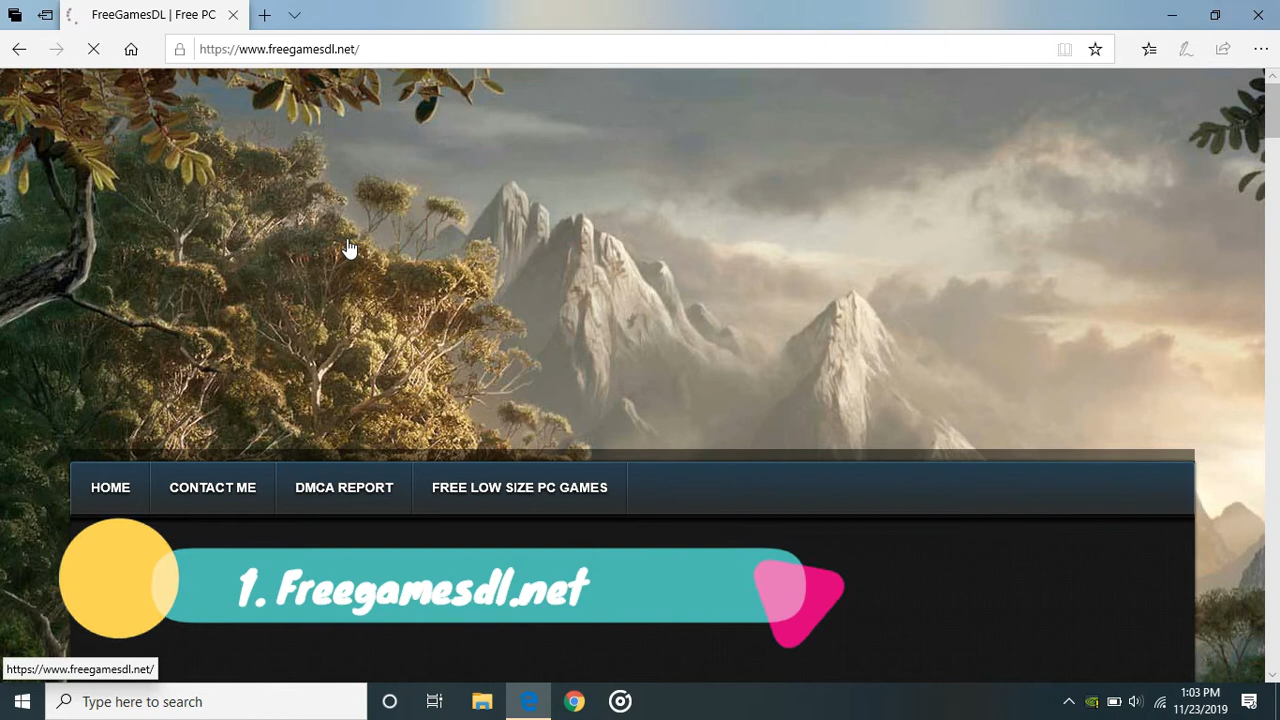 FreeGamesDL | Free PC
https://www.freegamesdl.net/
HOME
CONTACT ME
DMCA REPORT
FREE LOW SIZE PC GAMES
1. Freegamesdl.net
https://www.freegamesdl.net/
Type here to search
1:03 PM
11/23/2019